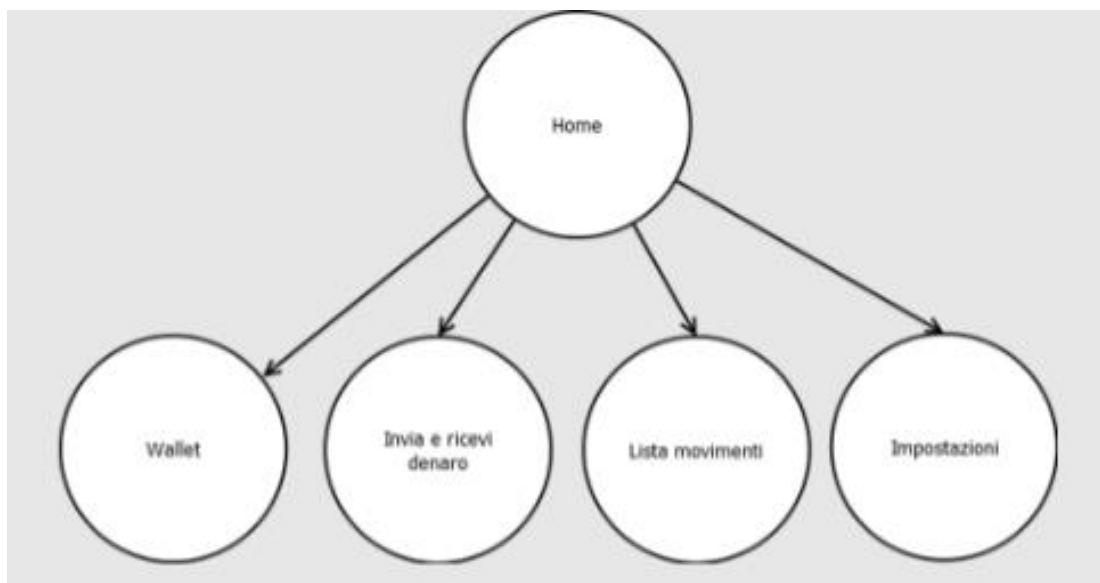 Home
Wallet
Invia e ricevi
denaro
Lista movimenti
Impostazioni